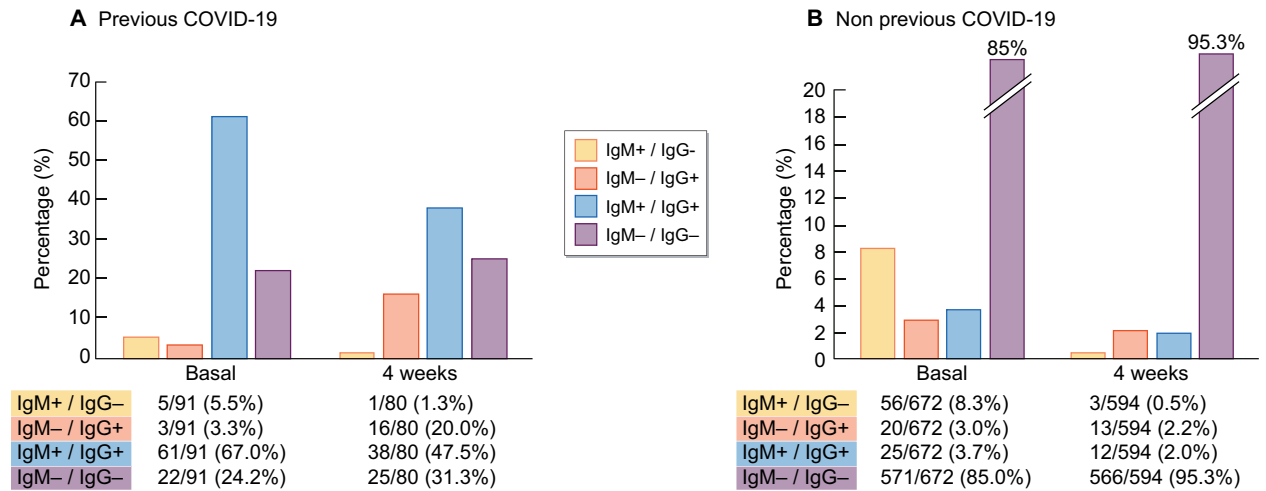 A Previous COVID-19
70
60
50
40
30
20
10
0
Percentage (%)
Basal 4 weeks
IgM+ / IgG– 5/91 (5.5%) 1/80 (1.3%)
IgM– / IgG+ 3/91 (3.3%) 16/80 (20.0%)
IgM+ / IgG+ 61/91 (67.0%) 38/80 (47.5%)
IgM– / IgG– 22/91 (24.2%) 25/80 (31.3%)
IgM+ / IgG-
IgM– / IgG+
IgM+ / IgG+
IgM– / IgG–
B Non previous COVID-19
85% 95.3%
20
18
16
14
12
10
8
6
4
2
0
Percentage (%)
Basal 4 weeks
IgM+ / IgG– 56/672 (8.3%) 3/594 (0.5%)
IgM– / IgG+ 20/672 (3.0%) 13/594 (2.2%)
IgM+ / IgG+ 25/672 (3.7%) 12/594 (2.0%)
IgM– / IgG– 571/672 (85.0%) 566/594 (95.3%)